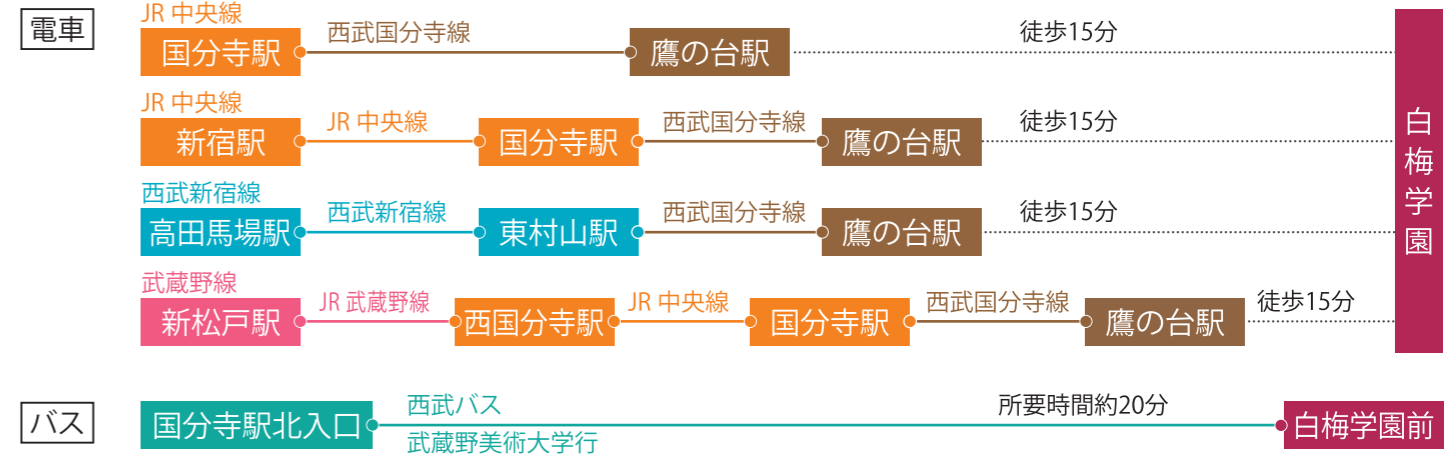 電車
JR 中央線
国分寺駅
西武国分寺線
鷹の台駅
徒歩15分
JR 中央線
新宿駅
JR 中央線
国分寺駅
西武国分寺線
鷹の台駅
徒歩15分
西武新宿線
高田馬場駅
西武新宿線
東村山駅
西武国分寺線
鷹の台駅
徒歩15分
武蔵野線
新松戸駅
JR 武蔵野線
西国分寺駅
JR 中央線
国分寺駅
西武国分寺線
鷹の台駅
徒歩15分
白梅学園
バス
国分寺駅北入口
西武バス
武蔵野美術大学行
所要時間約20分
白梅学園前